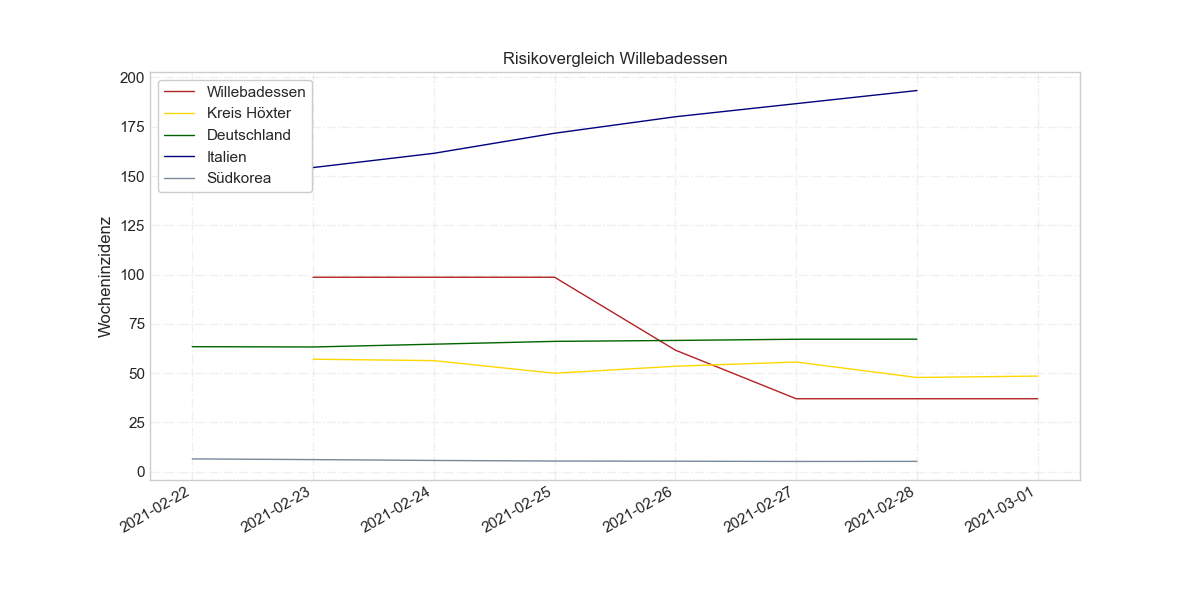 Risikovergleich Willebadessen
Willebadessen
Kreis Höxter
Deutschland
Italien
Südkorea
Wocheninzidenz
200
175
150
125
100
75
50
25
0
2021-02-22
2021-02-23
2021-02-24
2021-02-25
2021-02-26
2021-02-27
2021-02-28
2021-03-01